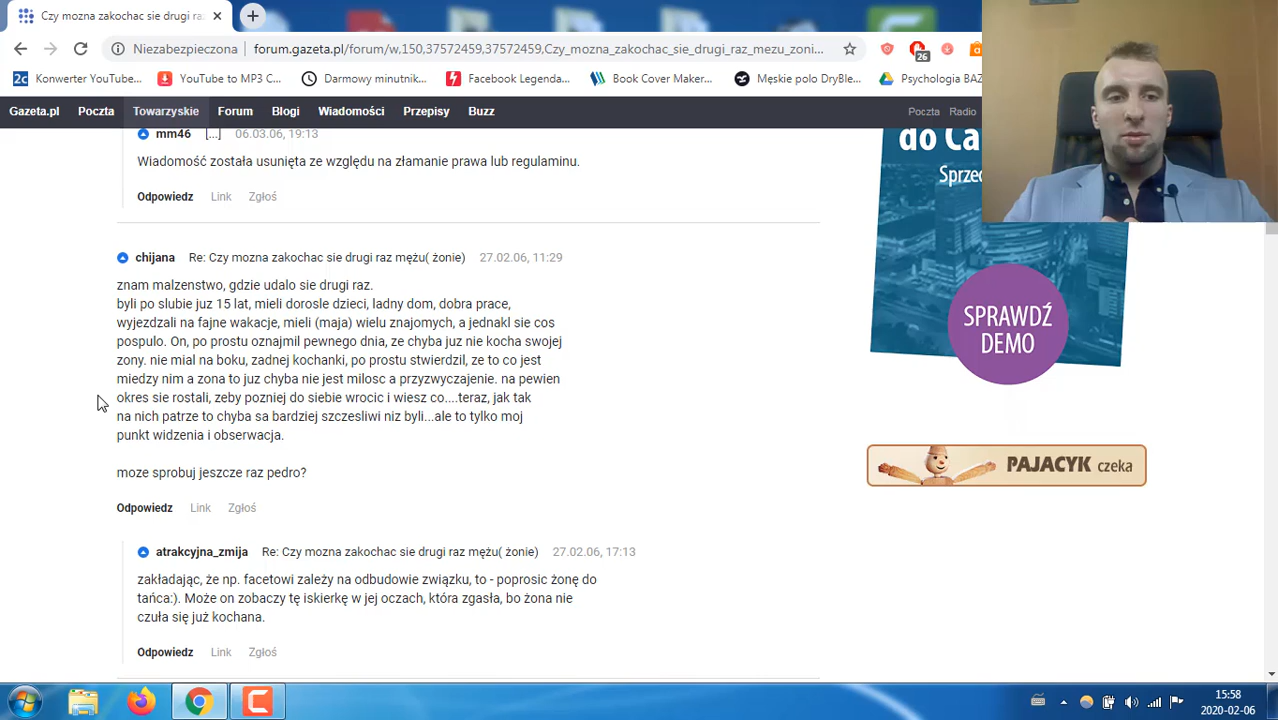 Czy mozna zakochac sie drugi ra
Niezabezpieczona
forum.gazeta.pl/forum/w,150,37572459,37572459,Czy_mozna_zakochac_sie_drugi_raz_mezu_zoni...
26
Konwerter YouTube...
YouTube to MP3 C...
Darmowy minutnik...
Facebook Legenda...
Book Cover Maker...
Męskie polo DryBle...
Psychologia BAZ
Gazeta.pl
Poczta
Towarzyskie
Forum
Blogi
Wiadomości
Przepisy
Buzz
Poczta
Radio
mm46 [...] 06.03.06, 19:13
Wiadomość została usunięta ze względu na złamanie prawa lub regulaminu.
Odpowiedz Link Zgłoś
chijana Re: Czy mozna zakochac sie drugi raz mężu( żonie) 27.02.06, 11:29
znam malzenstwo, gdzie udalo sie drugi raz.
byli po slubie juz 15 lat, mieli dorosle dzieci, ladny dom, dobra prace,
wyjezdzali na fajne wakacje, mieli (maja) wielu znajomych, a jednakl sie cos
pospulo. On, po prostu oznajmil pewnego dnia, ze chyba juz nie kocha swojej
zony. nie mial na boku, zadnej kochanki, po prostu stwierdzil, ze to co jest
miedzy nim a zona to juz chyba nie jest milosc a przyzwyczajenie. na pewien
okres sie rostali, zeby pozniej do siebie wrocic i wiesz co....teraz, jak tak
na nich patrze to chyba sa bardziej szczesliwi niz byli...ale to tylko moj
punkt widzenia i obserwacja.
moze sprobuj jeszcze raz pedro?
Odpowiedz Link Zgłoś
atrakcyjna_zmija Re: Czy mozna zakochac sie drugi raz mężu( żonie) 27.02.06, 17:13
zakładając, że np. facetowi zależy na odbudowie związku, to - poprosic żonę do
tańca:). Może on zobaczy tę iskierkę w jej oczach, która zgasła, bo żona nie
czuła się już kochana.
Odpowiedz Link Zgłoś
do Ca
Sprze
SPRAWDŹ
DEMO
PAJACYK czeka
15:58
2020-02-06